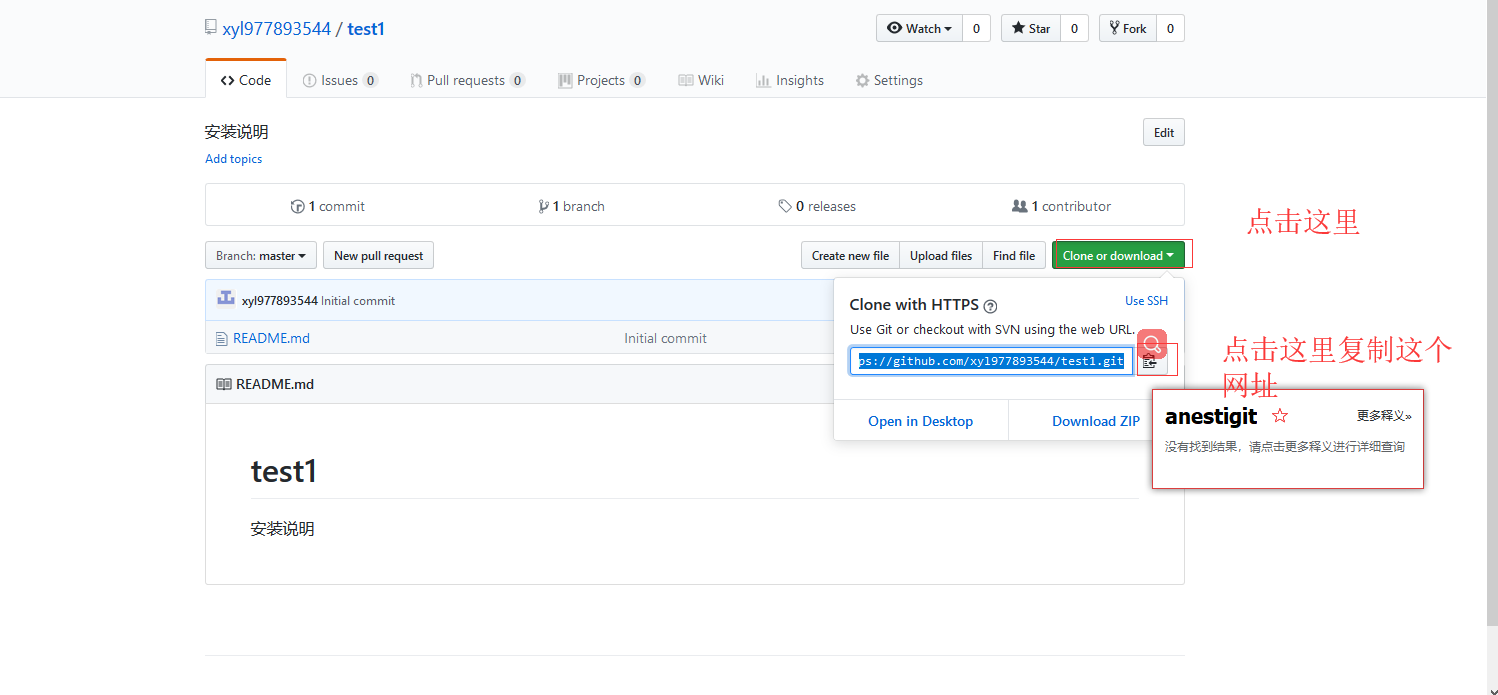 xyl977893544 / test1
Watch 0 Star 0 Fork 0
Code Issues 0 Pull requests 0 Projects 0 Wiki Insights Settings
安装说明
Edit
Add topics
1 commit 1 branch 0 releases 1 contributor
点击这里
Branch: master New pull request Create new file Upload files Find file Clone or download
xyl977893544 Initial commit
Clone with HTTPS Use SSH
Use Git or checkout with SVN using the web URL.
README.md Initial commit
点击这里复制这个
网址
ps://github.com/xyl977893544/test1.git
README.md
Open in Desktop Download ZIP
anestigit 更多释义»
没有找到结果，请点击更多释义进行详细查询
test1
安装说明